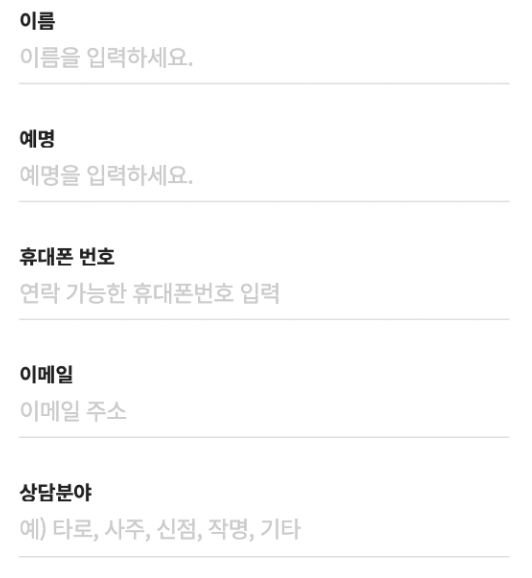 이름
이름을 입력하세요.
예명
예명을 입력하세요.
휴대폰 번호
연락 가능한 휴대폰번호 입력
이메일
이메일 주소
상담분야
예) 타로, 사주, 신점, 작명, 기타